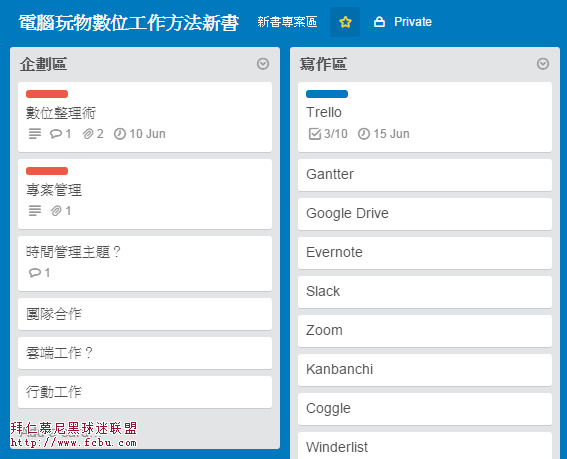 電腦玩物數位工作方法新書 新書專案區 Private
企劃區
數位整理術
1 2 10 Jun
專案管理
1
時間管理主題？
1
團隊合作
雲端工作？
行動工作
寫作區
Trello
3/10 15 Jun
Gantter
Google Drive
Evernote
Slack
Zoom
Kanbanchi
Coggle
Winderlist
拜仁慕尼黑球迷联盟
http://www.fcbu.com